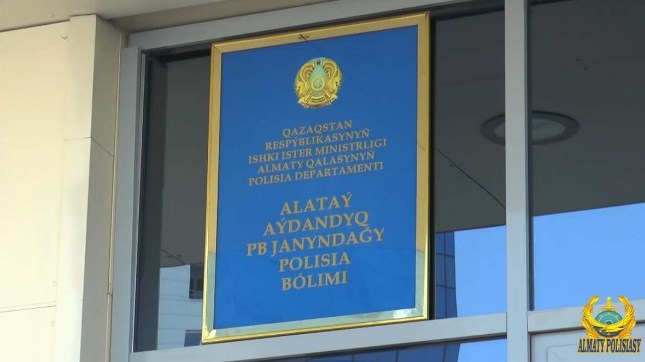 QAZAQSTAN
RESPÝBLIKASYNYŃ
ISHKI ISTER MINISTRLIGI
ALMATY QALASYNYŃ
POLISIA DEPARTAMENTI
ALATAÝ
AÝDANDYQ
PB JANYNDAǴY
POLISIA
BÓLIMI
ALMATY POLISIASY